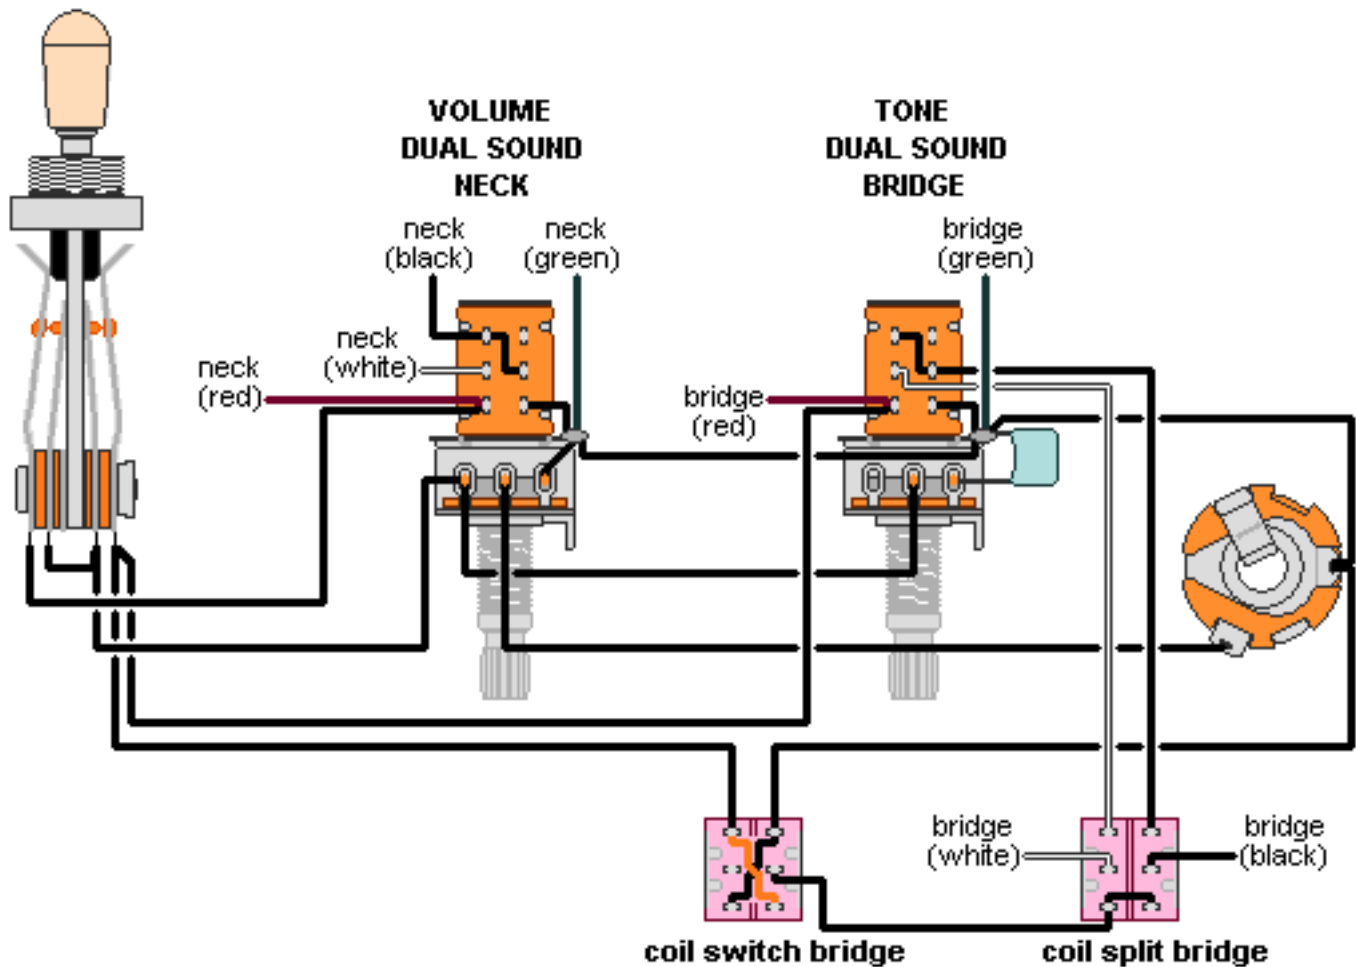 VOLUME
DUAL SOUND
NECK
TONE
DUAL SOUND
BRIDGE
neck
(black)
neck
(green)
bridge
(green)
neck
(white)
neck
(red)
bridge
(red)
bridge
(white)
bridge
(black)
coil switch bridge
coil split bridge